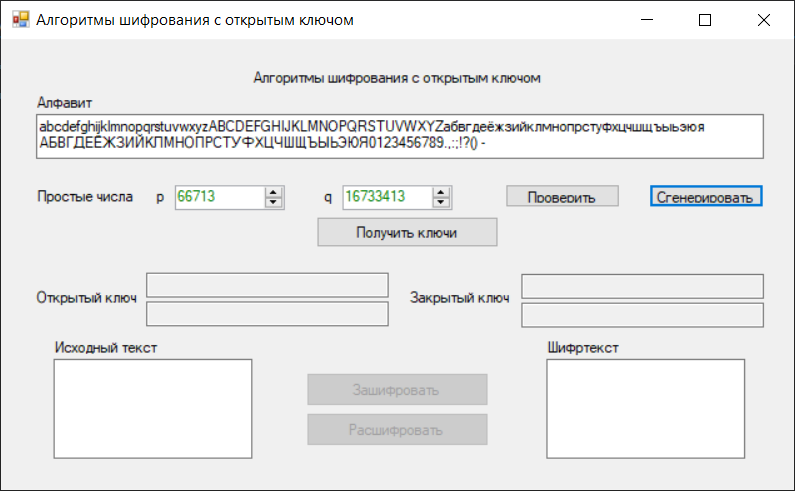 Алгоритмы шифрования с открытым ключом
Алгоритмы шифрования с открытым ключом
Алфавит
abcdefghijklmnopqrstuvwxyzABCDEFGHIJKLMNOPQRSTUVWXYZабвгдеёжзийклмнопрстуфхцчшщъыьэюя
АБВГДЕЁЖЗИЙКЛМНОПРСТУФХЦЧШЩЪЫЬЭЮЯ0123456789.,:;!?() -
Простые числа p 66713 q 16733413 Проверить Сгенерировать
Получить ключи
Открытый ключ Закрытый ключ
Исходный текст Шифртекст
Зашифровать
Расшифровать